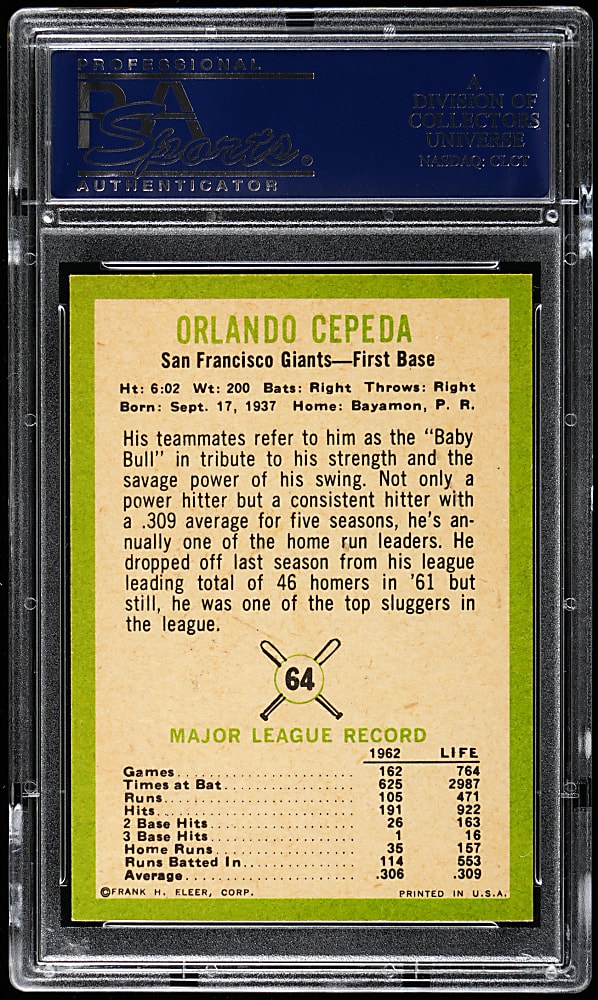 PROFESSIONAL
PSA
Sports.
AUTHENTICATOR
A
DIVISION OF
COLLECTORS
UNIVERSE
NASDAQ: CLCT
ORLANDO CEPEDA
San Francisco Giants—First Base
Ht: 6:02 Wt: 200 Bats: Right Throws: Right
Born: Sept. 17, 1937 Home: Bayamon, P. R.
His teammates refer to him as the "Baby
Bull" in tribute to his strength and the
savage power of his swing. Not only a
power hitter but a consistent hitter with
a .309 average for five seasons, he's an-
nually one of the home run leaders. He
dropped off last season from his league
leading total of 46 homers in '61 but
still, he was one of the top sluggers in
the league.
64
MAJOR LEAGUE RECORD
1962 LIFE
Games 162 764
Times at Bat 625 2987
Runs 105 471
Hits 191 922
2 Base Hits 26 163
3 Base Hits 1 16
Home Runs 35 157
Runs Batted In 114 553
Average .306 .309
©FRANK H. FLEER, CORP. PRINTED IN U.S.A.